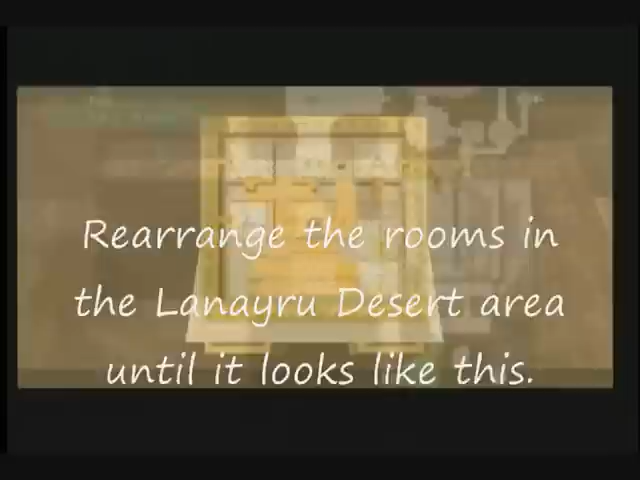 Rearrange the rooms in
the Lanayru Desert area
until it looks like this.